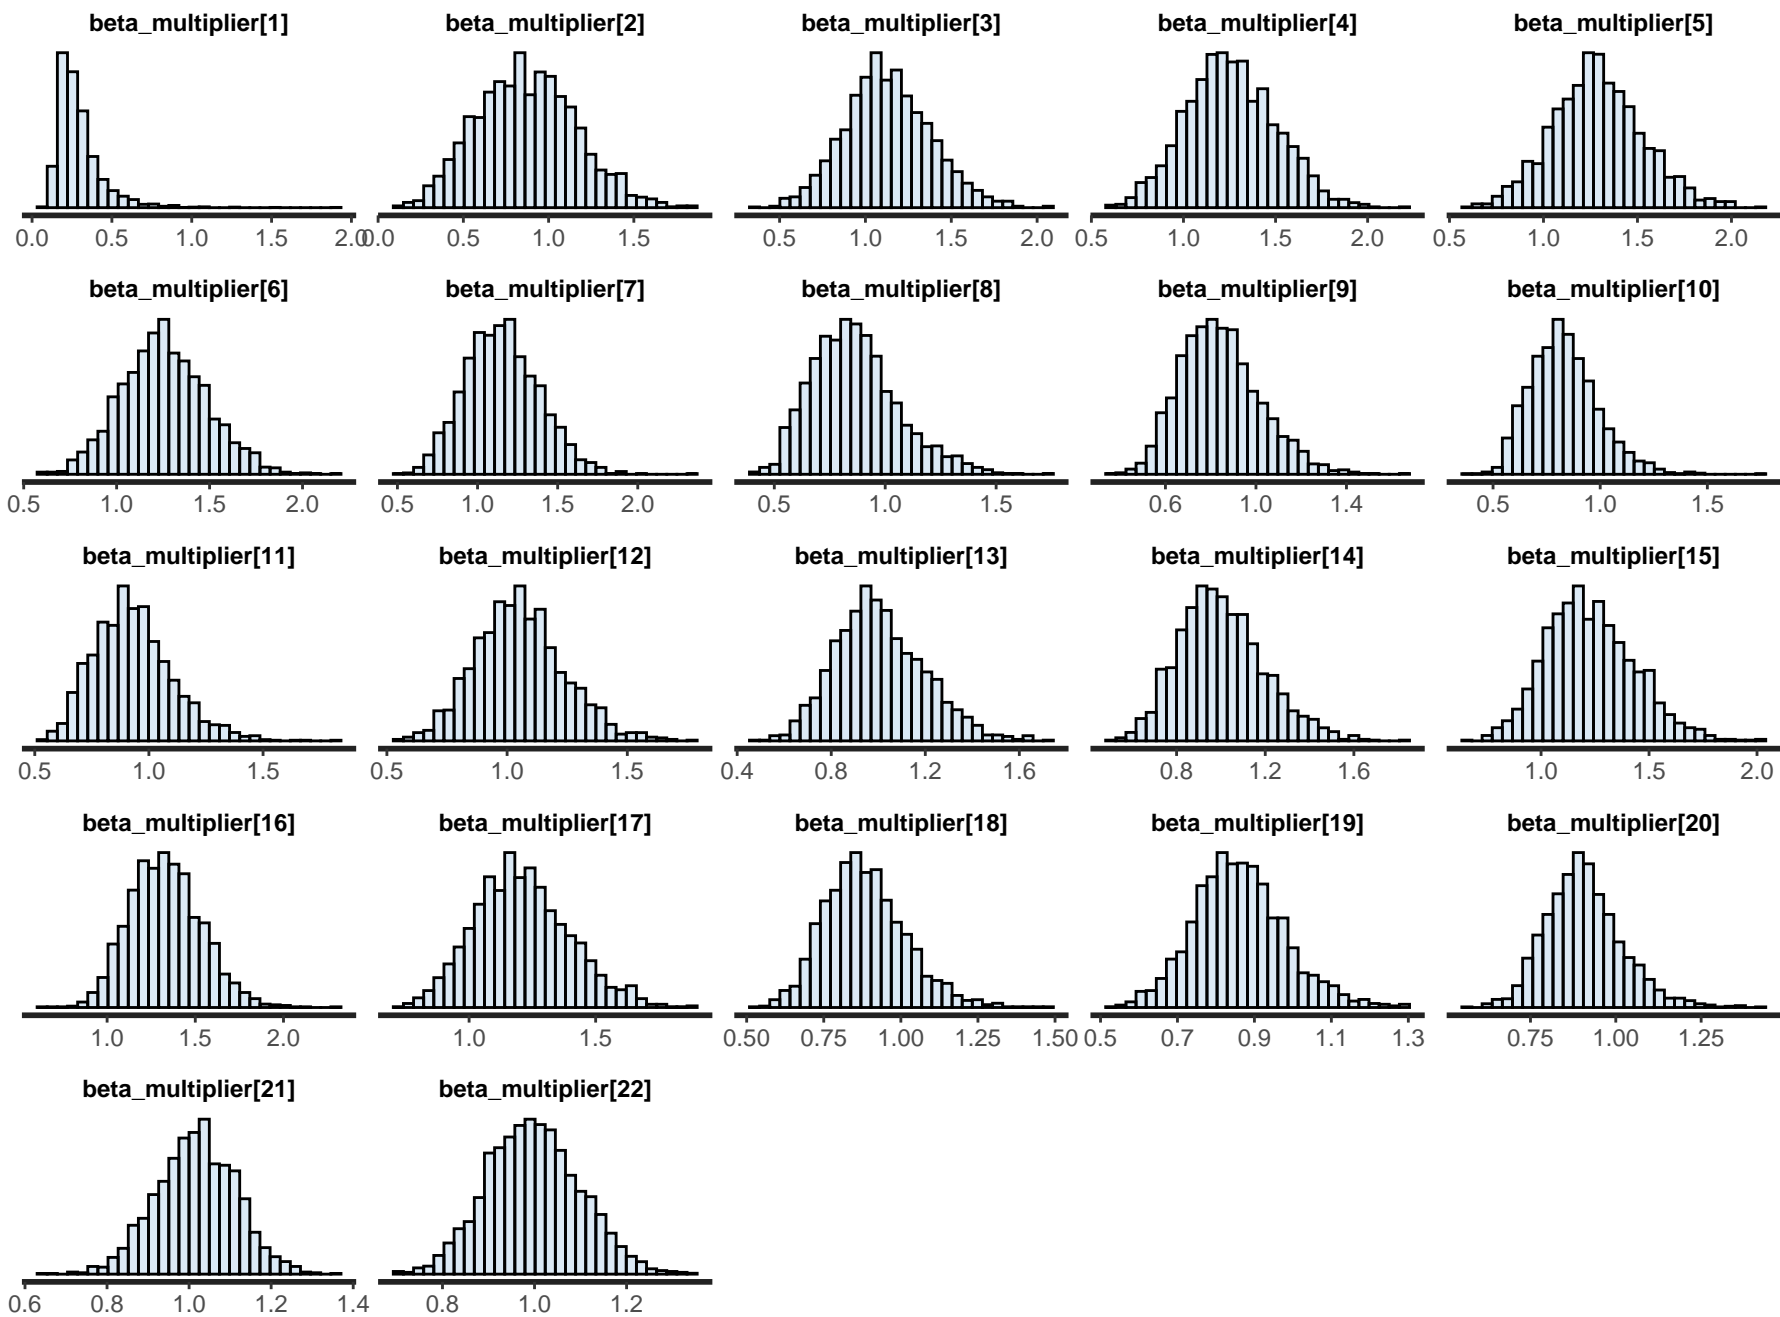 beta_multiplier[1] beta_multiplier[2] beta_multiplier[3] beta_multiplier[4] beta_multiplier[5]
0.0 0.5 1.0 1.5 2.0 0.0 0.5 1.0 1.5 0.5 1.0 1.5 2.0 0.5 1.0 1.5 2.0 0.5 1.0 1.5 2.0
beta_multiplier[6] beta_multiplier[7] beta_multiplier[8] beta_multiplier[9] beta_multiplier[10]
0.5 1.0 1.5 2.0 0.5 1.0 1.5 2.0 0.5 1.0 1.5 0.6 1.0 1.4 0.5 1.0 1.5
beta_multiplier[11] beta_multiplier[12] beta_multiplier[13] beta_multiplier[14] beta_multiplier[15]
0.5 1.0 1.5 0.5 1.0 1.5 0.4 0.8 1.2 1.6 0.8 1.2 1.6 1.0 1.5 2.0
beta_multiplier[16] beta_multiplier[17] beta_multiplier[18] beta_multiplier[19] beta_multiplier[20]
1.0 1.5 2.0 1.0 1.5 0.50 0.75 1.00 1.25 1.50 0.5 0.7 0.9 1.1 1.3 0.75 1.00 1.25
beta_multiplier[21] beta_multiplier[22]
0.6 0.8 1.0 1.2 1.4 0.8 1.0 1.2